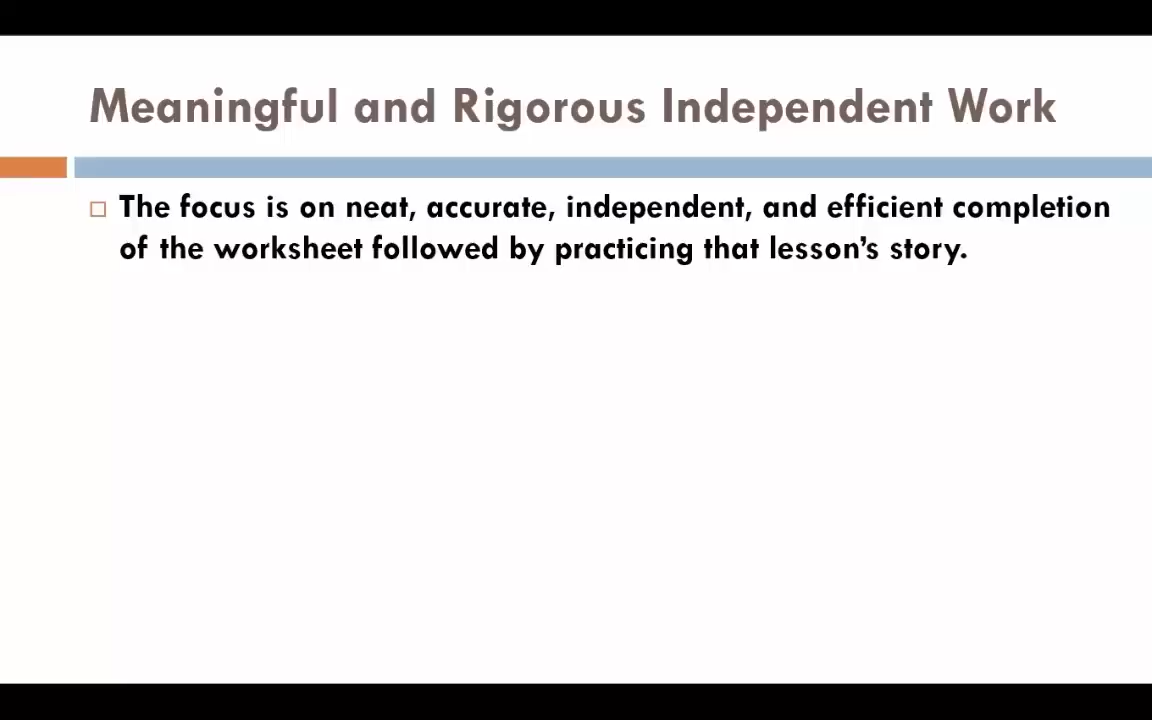 Meaningful and Rigorous Independent Work
The focus is on neat, accurate, independent, and efficient completion
of the worksheet followed by practicing that lesson’s story.